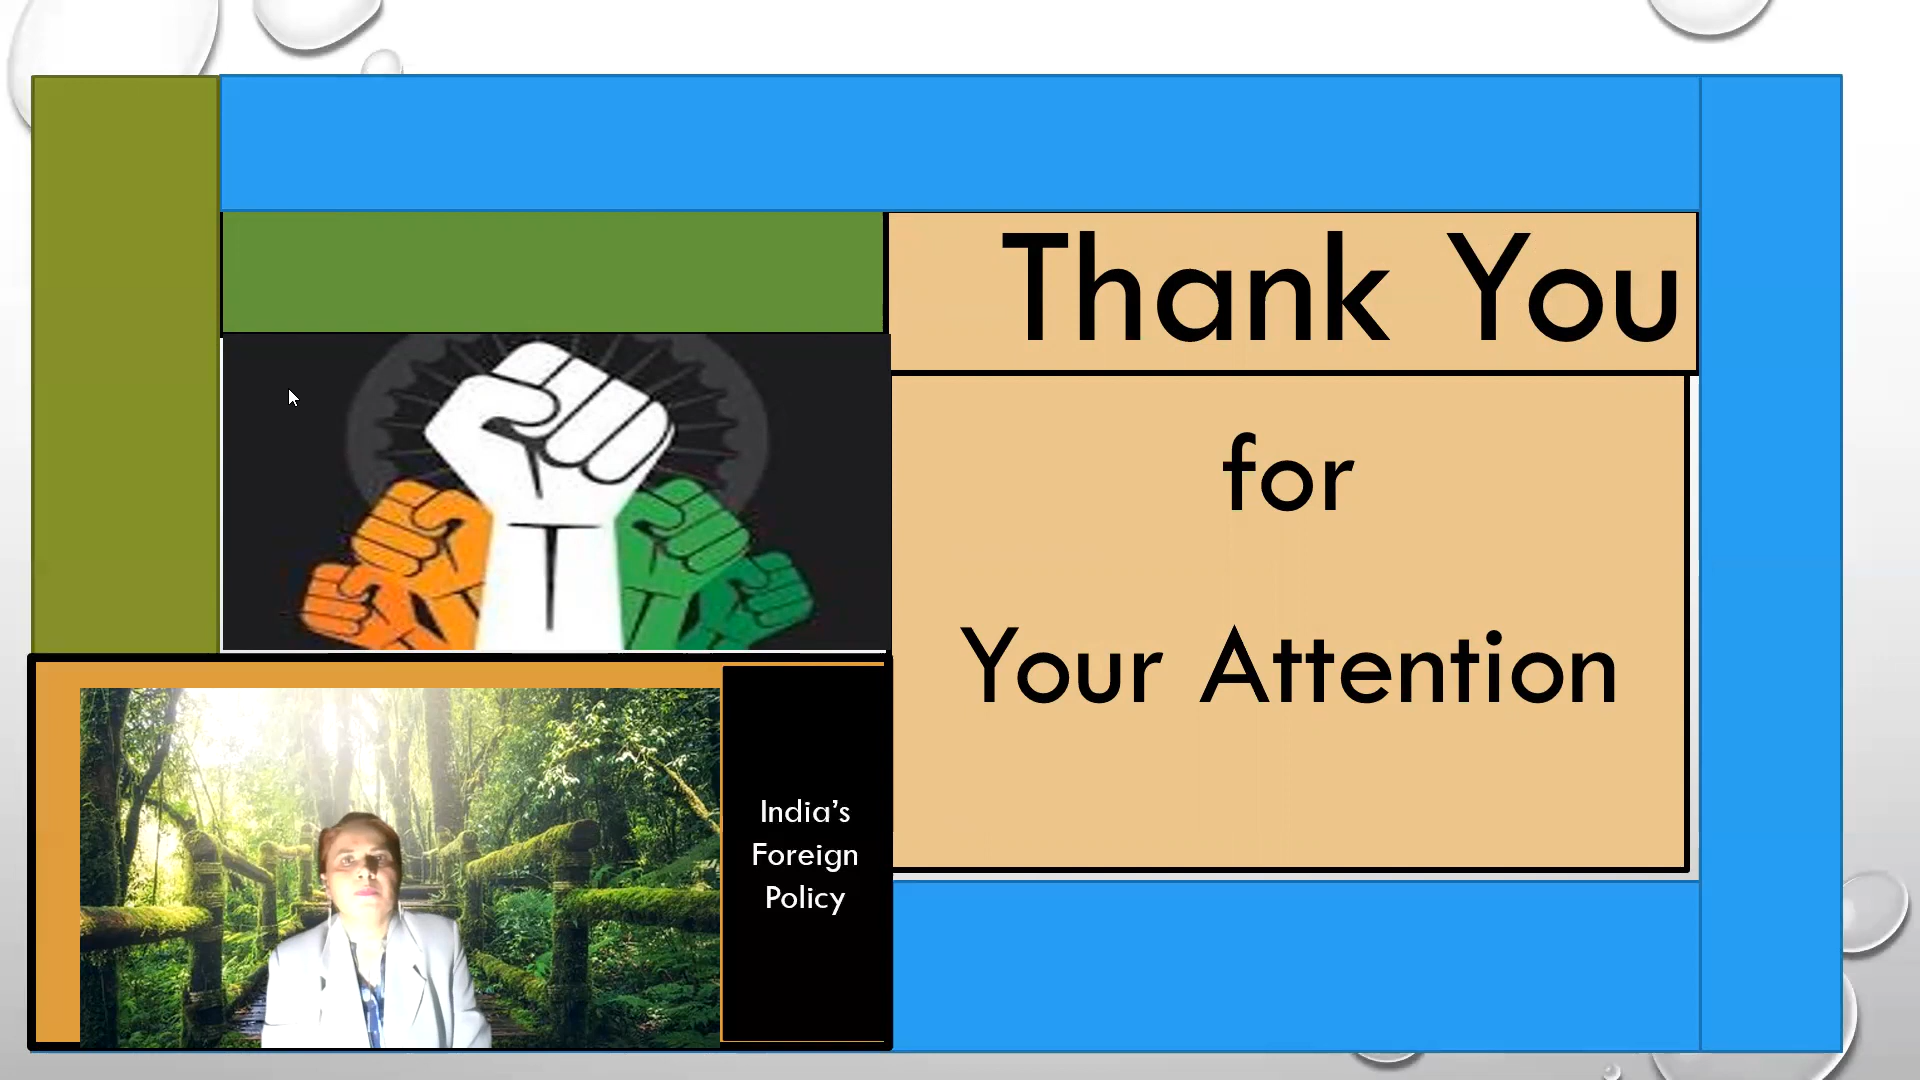 Thank You
for
Your Attention
India’s
Foreign
Policy